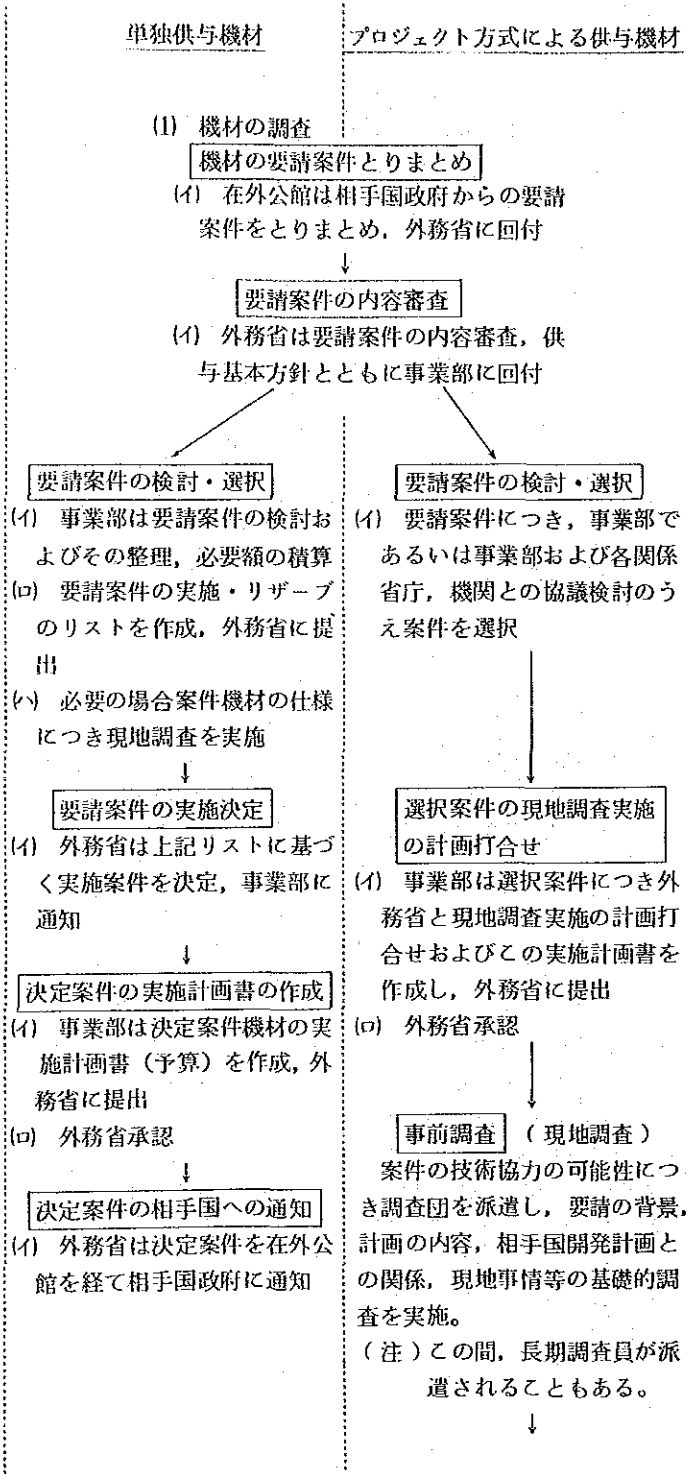 単独供与機材
プロジェクト方式による供与機材
(1) 機材の調査
機材の要請案件とりまとめ
(イ) 在外公館は相手国政府からの要請
案件をとりまとめ，外務省に回付
↓
要請案件の内容審査
(イ) 外務省は要請案件の内容審査，供
与基本方針とともに事業部に回付
要請案件の検討・選択
(イ) 事業部は要請案件の検討お
よびその整理，必要額の積算
(ロ) 要請案件の実施・リザーブ
のリストを作成，外務省に提
出
(ハ) 必要の場合案件機材の仕様
につき現地調査を実施
↓
要請案件の実施決定
(イ) 外務省は上記リストに基づ
く実施案件を決定，事業部に
通知
↓
決定案件の実施計画書の作成
(イ) 事業部は決定案件機材の実
施計画書（予算）を作成，外
務省に提出
(ロ) 外務省承認
↓
決定案件の相手国への通知
(イ) 外務省は決定案件を在外公
館を経て相手国政府に通知
要請案件の検討・選択
(イ) 要請案件につき，事業部で
あるいは事業部および各関係
省庁，機関との協議検討のう
え案件を選択
↓
選択案件の現地調査実施
の計画打合せ
(イ) 事業部は選択案件につき外
務省と現地調査実施の計画打
合せおよびこの実施計画書を
作成し，外務省に提出
(ロ) 外務省承認
↓
事前調査（現地調査）
案件の技術協力の可能性につ
き調査団を派遣し，要請の背景，
計画の内容，相手国開発計画と
の関係，現地事情等の基礎的調
査を実施。
（注）この間，長期調査員が派
遣されることもある。
↓